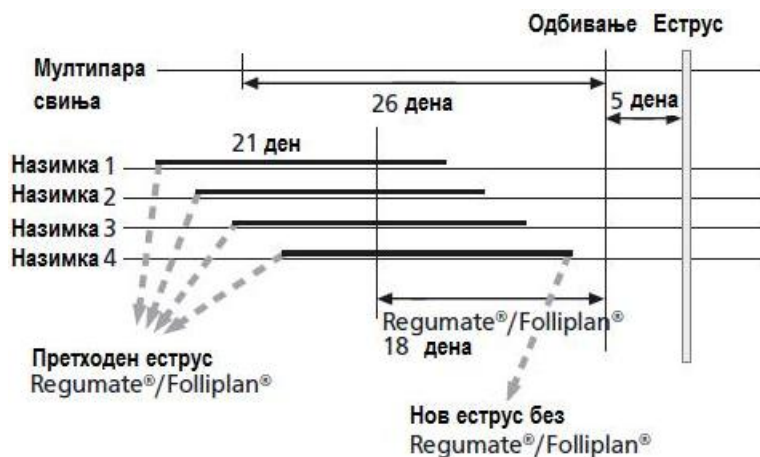 Одбивање Еструс
Мултипара
свиња
26 дена
5 дена
21 ден
Назимка 1
Назимка 2
Назимка 3
Назимка 4
Regumate®/Folliplan®
18 дена
Претходен еструс
Regumate®/Folliplan®
Нов еструс без
Regumate®/Folliplan®